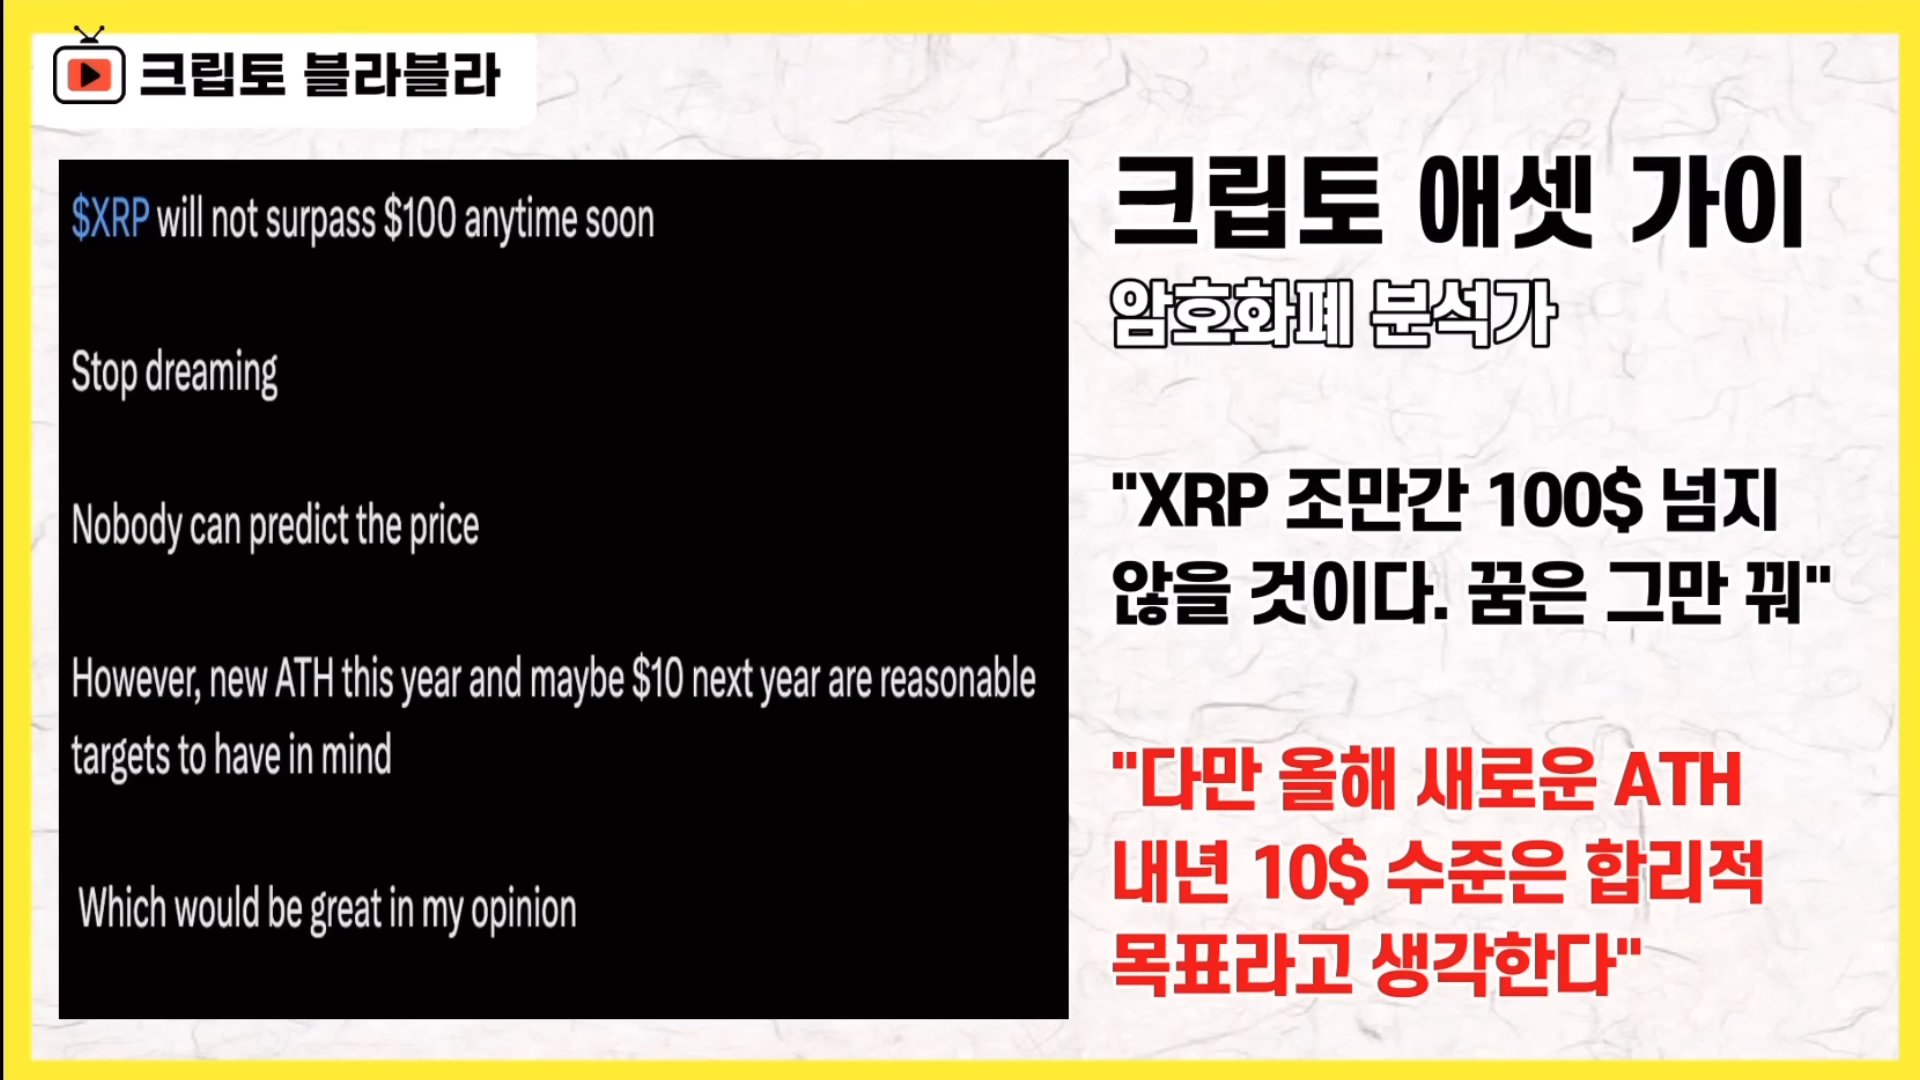 크립토 블라블라
$XRP will not surpass $100 anytime soon
Stop dreaming
Nobody can predict the price
However, new ATH this year and maybe $10 next year are reasonable
targets to have in mind
Which would be great in my opinion
크립토 애셋 가이
암호화폐 분석가
"XRP 조만간 100$ 넘지
않을 것이다. 꿈은 그만 꿔"
"다만 올해 새로운 ATH
내년 10$ 수준은 합리적
목표라고 생각한다"